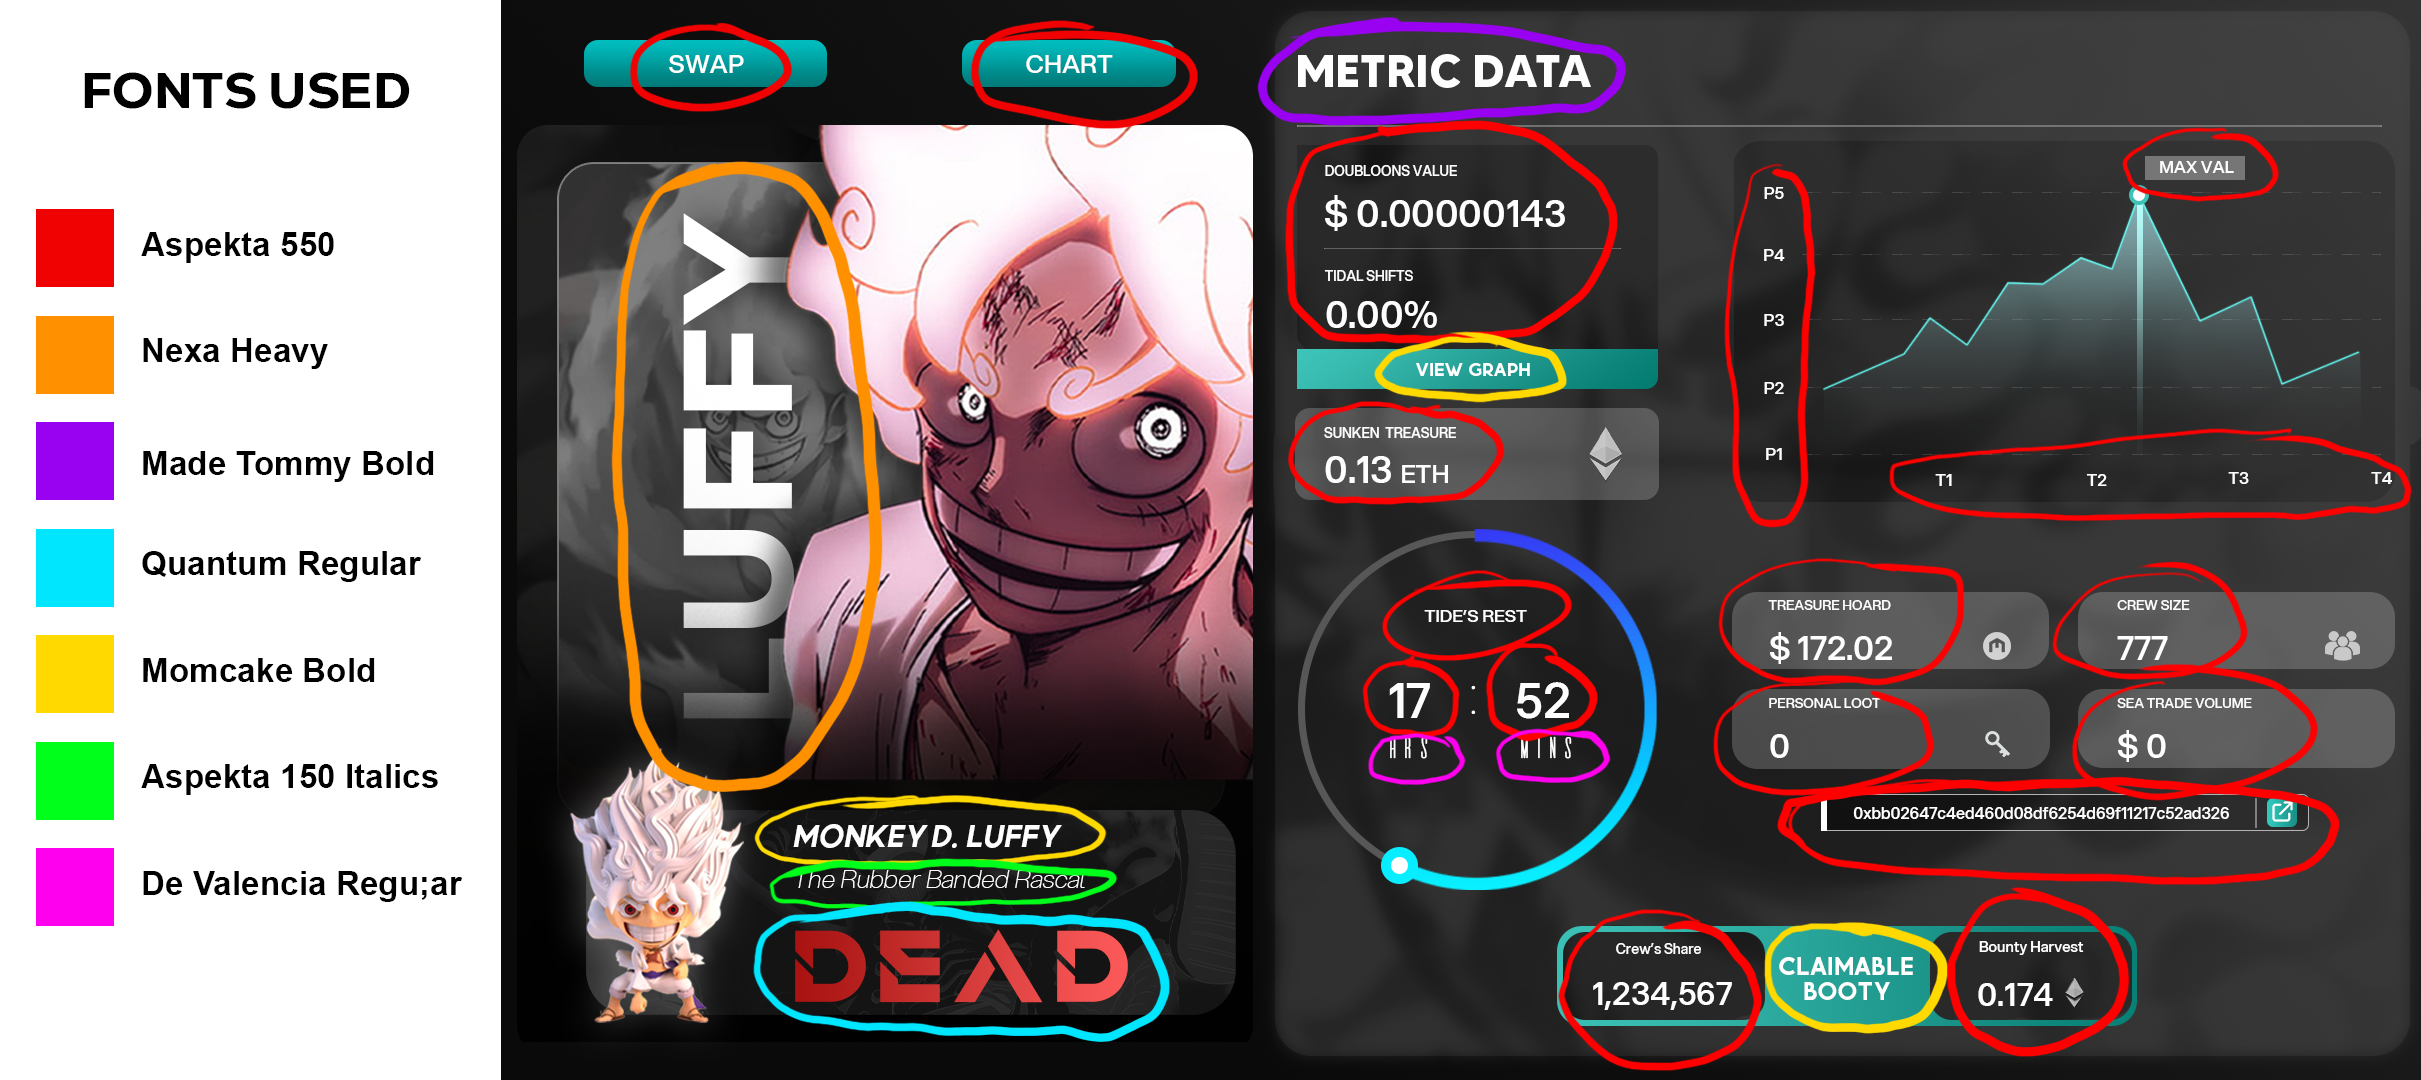 FONTS USED
Aspekta 550
Nexa Heavy
Made Tommy Bold
Quantum Regular
Momcake Bold
Aspekta 150 Italics
De Valencia Regu;ar
SWAP
CHART
LUFFY
MONKEY D. LUFFY
The Rubber Banded Rascal
DEAD
METRIC DATA
DOUBLOONS VALUE
$ 0.00000143
TIDAL SHIFTS
0.00%
VIEW GRAPH
SUNKEN TREASURE
0.13 ETH
MAX VAL
P5
P4
P3
P2
P1
T1 T2 T3 T4
TIDE'S REST
17 : 52
HRS MINS
TREASURE HOARD
$ 172.02
CREW SIZE
777
PERSONAL LOOT
0
SEA TRADE VOLUME
$ 0
0xbb02647c4ed460d08df6254d69f11217c52ad326
Crew's Share
1,234,567
CLAIMABLE
BOOTY
Bounty Harvest
0.174